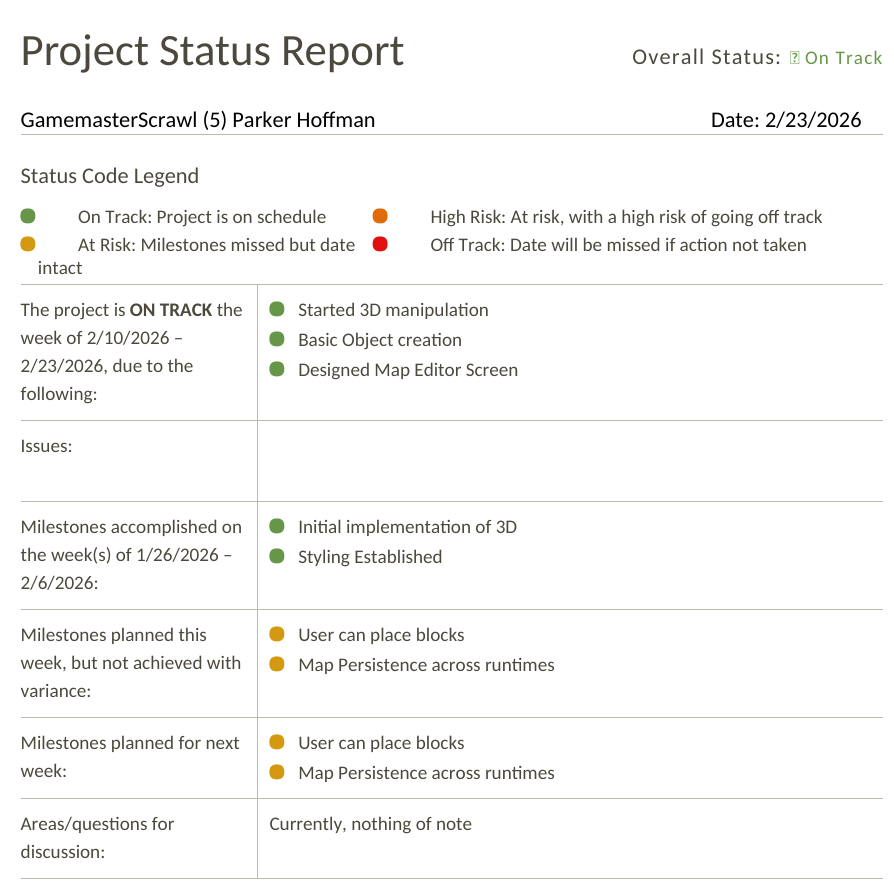 Project Status Report
Overall Status: On Track
GamemasterScrawl (5) Parker Hoffman
Date: 2/23/2026
Status Code Legend
On Track: Project is on schedule
High Risk: At risk, with a high risk of going off track
At Risk: Milestones missed but date
intact
Off Track: Date will be missed if action not taken
The project is ON TRACK the
week of 2/10/2026 –
2/23/2026, due to the
following:
Started 3D manipulation
Basic Object creation
Designed Map Editor Screen
Issues:
Milestones accomplished on
the week(s) of 1/26/2026 –
2/6/2026:
Initial implementation of 3D
Styling Established
Milestones planned this
week, but not achieved with
variance:
User can place blocks
Map Persistence across runtimes
Milestones planned for next
week:
User can place blocks
Map Persistence across runtimes
Areas/questions for
discussion:
Currently, nothing of note